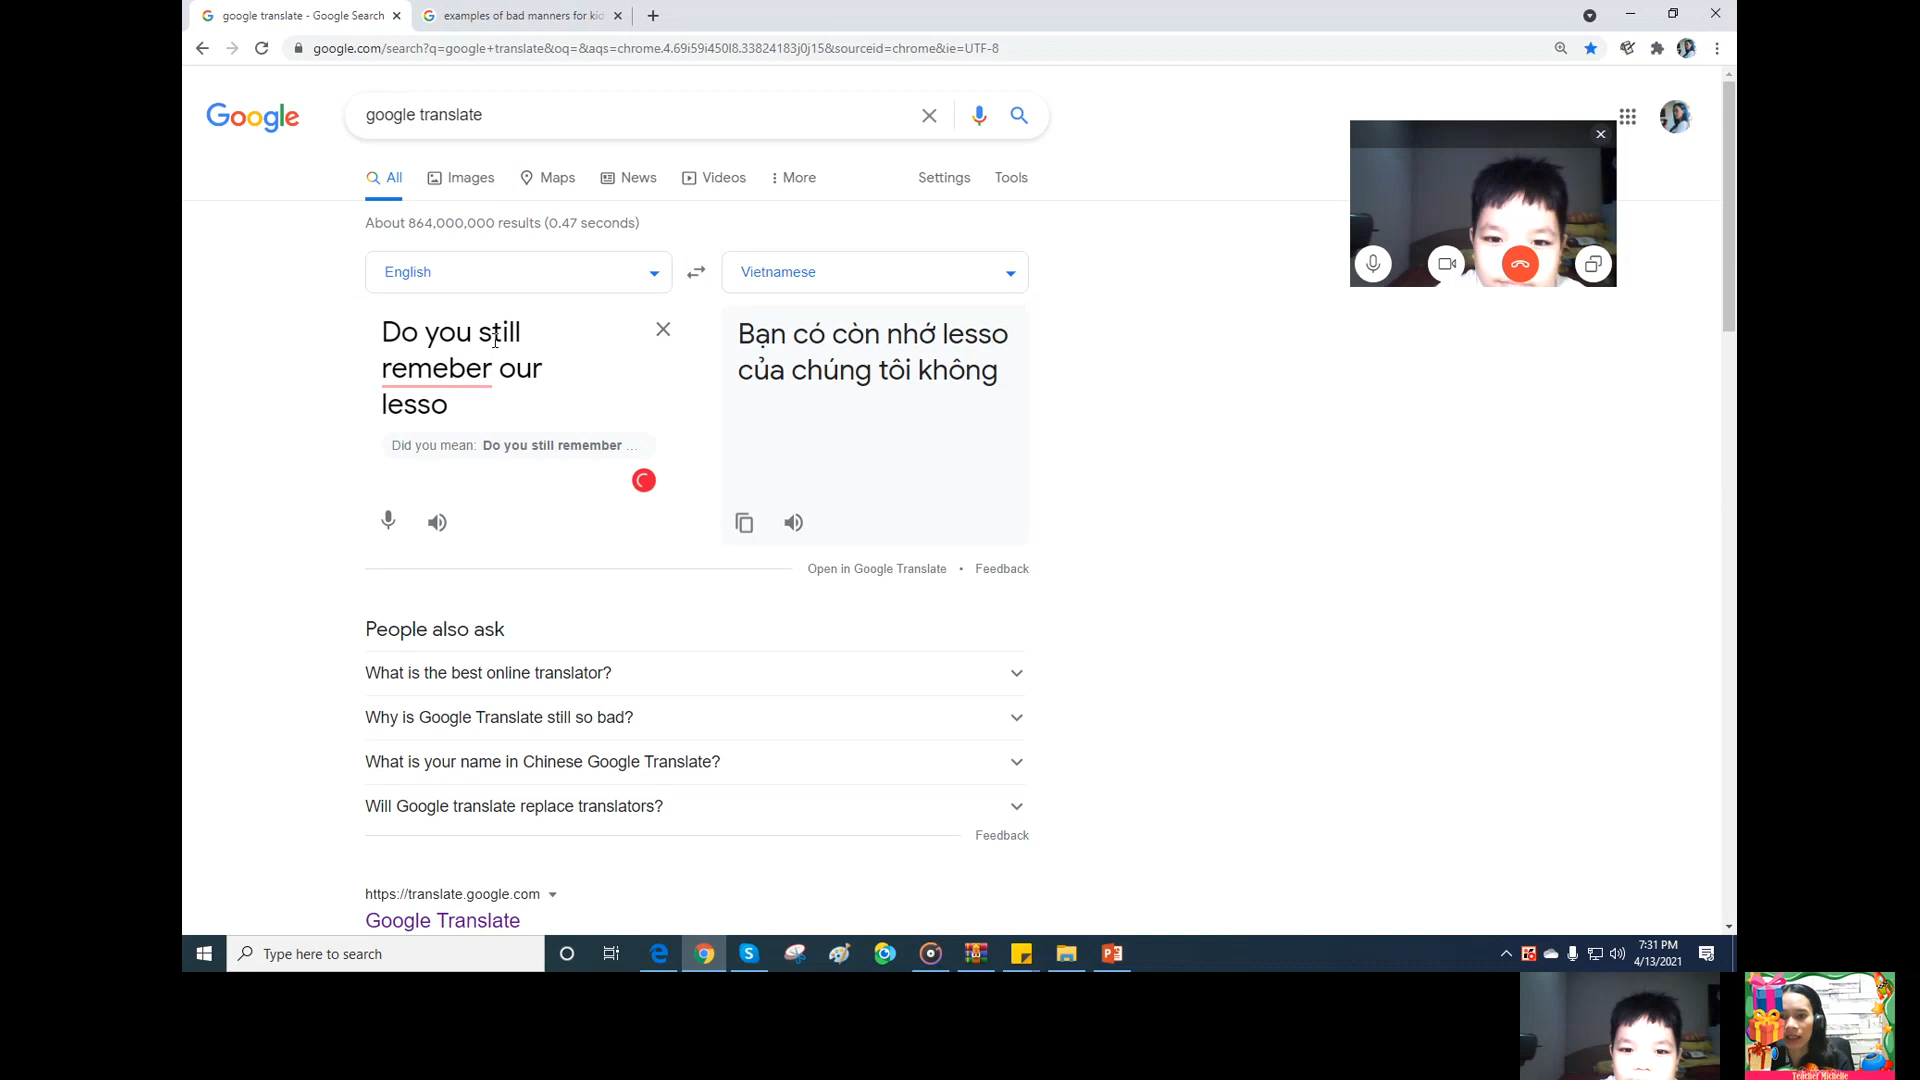 google translate - Google Search
examples of bad manners for kid
google.com/search?q=google+translate&oq=&aqs=chrome.4.69i59i450l8.33824183j0j15&sourceid=chrome&ie=UTF-8
Google
google translate
All
Images
Maps
News
Videos
More
Settings
Tools
About 864,000,000 results (0.47 seconds)
English
Vietnamese
Do you still
remeber our
lesso
Did you mean: Do you still remember ...
Bạn có còn nhớ lesso
của chúng tôi không
Open in Google Translate • Feedback
People also ask
What is the best online translator?
Why is Google Translate still so bad?
What is your name in Chinese Google Translate?
Will Google translate replace translators?
Feedback
https://translate.google.com
Google Translate
Type here to search
7:31 PM
4/13/2021
Teacher Michelle